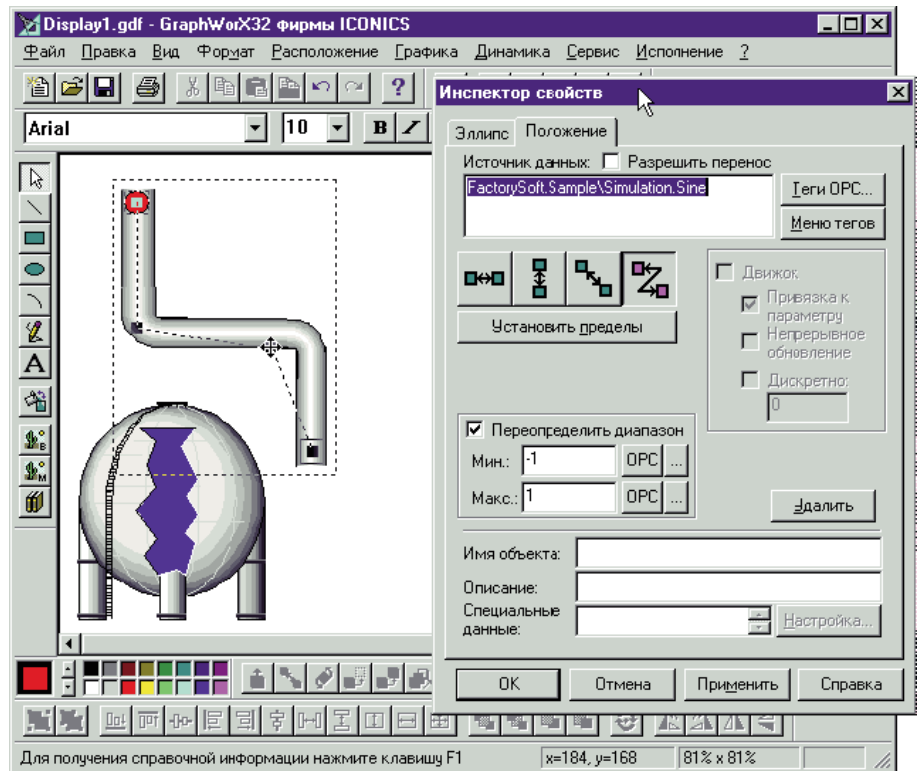 Display1.gdf - GraphWorX32 фирмы ICONICS
Файл Правка Вид Формат Расположение Графика Динамика Сервис Исполнение ?
Arial 10 B I
Инспектор свойств
Эллипс Положение
Источник данных: Разрешить перенос
FactorySoft.Sample\Simulation.Sine
Теги OPC...
Меню тегов
Движок
Привязка к
параметру
Непрерывное
обновление
Дискретно:
0
Установить пределы
Переопределить диапазон
Мин.: -1 OPC ...
Макс.: 1 OPC ...
Удалить
Имя объекта:
Описание:
Специальные
данные:
Настройка...
OK Отмена Применить Справка
A
B
M
Для получения справочной информации нажмите клавишу F1 x=184, y=168 81% x 81%